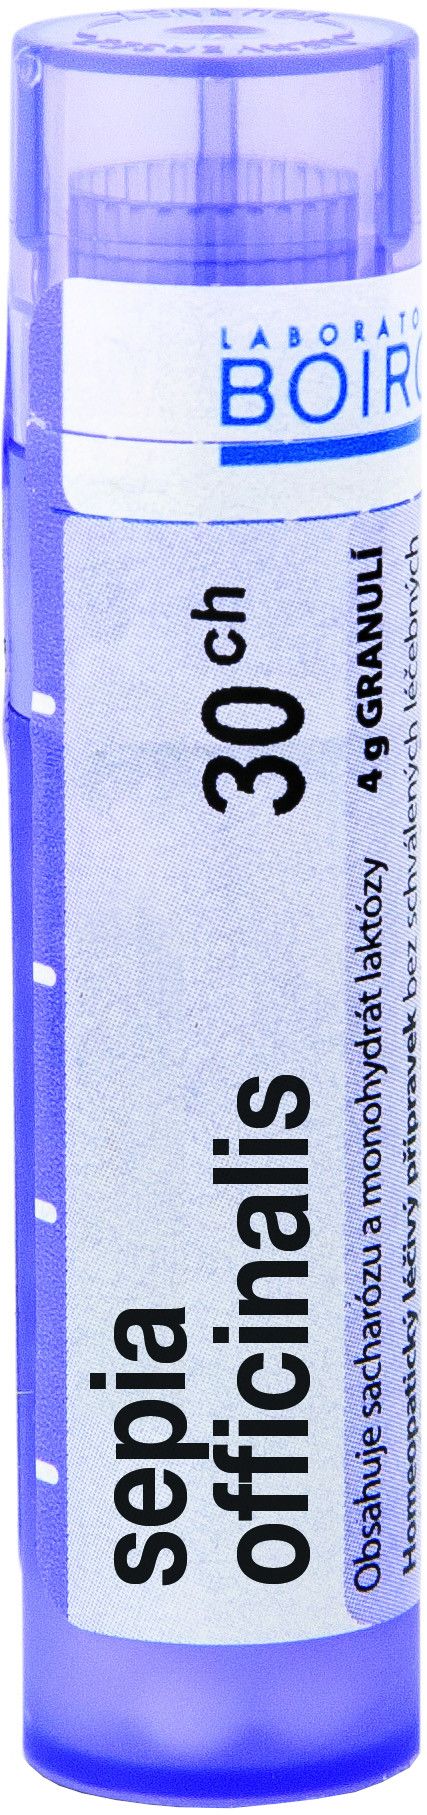 LABORATO
BOIRO
30 ch
4 g GRANULÍ
sepia
officinalis
Obsahuje sacharózu a monohydrát laktózy
Homeopatický léčivý přípravek bez schválených léčebných